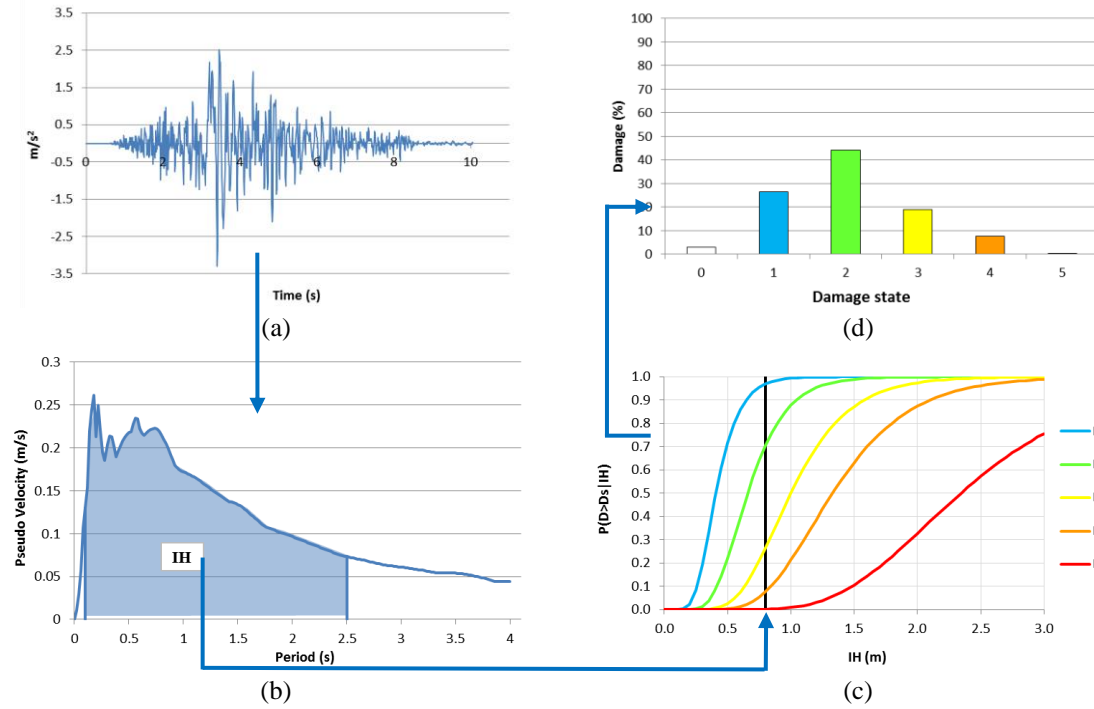 3.5
2.5
1.5
0.5
-0.5
-1.5
-2.5
-3.5
m/s²
0 2 4 6 8 10
Time (s)
(a)
100
90
80
70
60
50
40
30
20
10
0
Damage (%)
0 1 2 3 4 5
Damage state
(d)
0.3
0.25
0.2
0.15
0.1
0.05
0
Pseudo Velocity (m/s)
IH
0 0.5 1 1.5 2 2.5 3 3.5 4
Period (s)
(b)
1.0
0.9
0.8
0.7
0.6
0.5
0.4
0.3
0.2
0.1
0.0
P(D>Ds|IH)
0.0 0.5 1.0 1.5 2.0 2.5 3.0
IH (m)
(c)